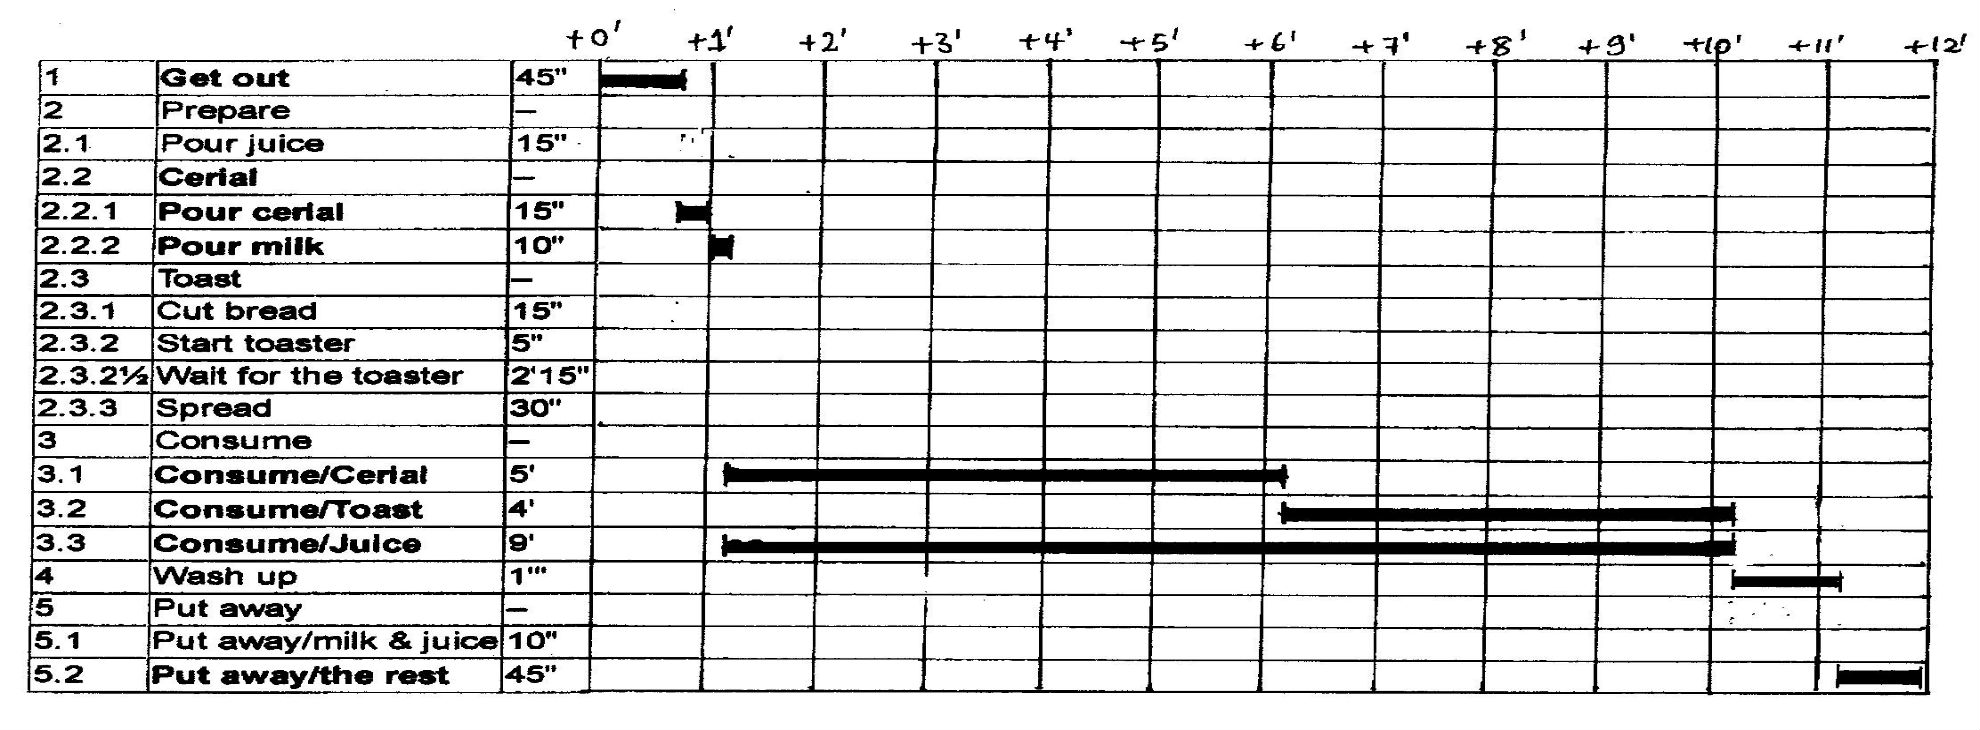 +0' +1' +2' +3' +4' +5' +6' +7' +8' +9' +10' +11' +12'
1 Get out 45"
2 Prepare –
2.1 Pour juice 15"
2.2 Cerial –
2.2.1 Pour cerial 15"
2.2.2 Pour milk 10"
2.3 Toast –
2.3.1 Cut bread 15"
2.3.2 Start toaster 5"
2.3.2½ Wait for the toaster 2'15"
2.3.3 Spread 30"
3 Consume –
3.1 Consume/Cerial 5'
3.2 Consume/Toast 4'
3.3 Consume/Juice 9'
4 Wash up 1'"
5 Put away –
5.1 Put away/milk & juice 10"
5.2 Put away/the rest 45"